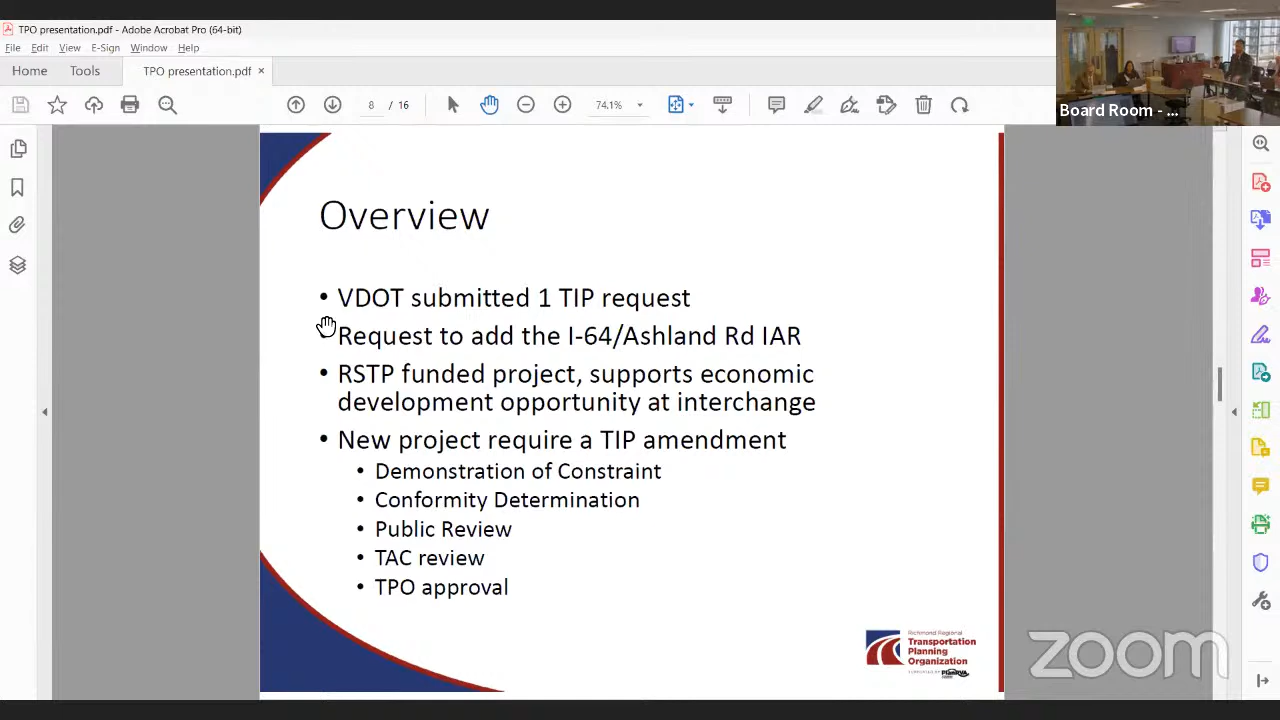 TPO presentation.pdf - Adobe Acrobat Pro (64-bit)
File Edit View E-Sign Window Help
Home Tools TPO presentation.pdf ×
8 / 16 74.1%
Board Room - ...
Overview
• VDOT submitted 1 TIP request
Request to add the I-64/Ashland Rd IAR
• RSTP funded project, supports economic
development opportunity at interchange
• New project require a TIP amendment
• Demonstration of Constraint
• Conformity Determination
• Public Review
• TAC review
• TPO approval
Richmond Regional
Transportation
Planning
Organization
SUPPORTED BY PlanRVA
zoom